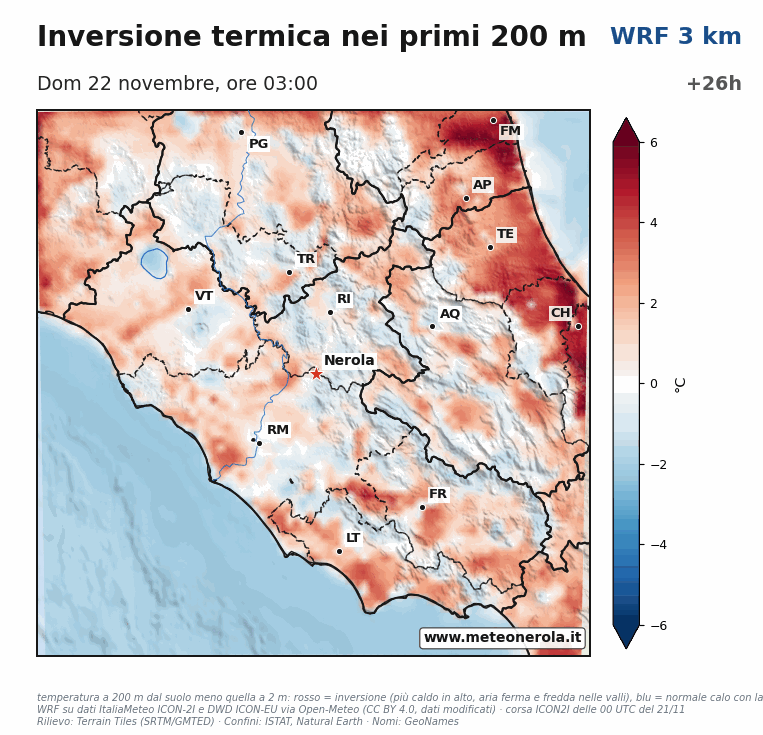 Inversione termica nei primi 200 m WRF 3 km
Dom 22 novembre, ore 03:00 +26h
FM
PG
AP
TE
TR
VT
RI
AQ
CH
Nerola
RM
FR
LT
6
4
2
0
−2
−4
−6
°C
www.meteonerola.it
temperatura a 200 m dal suolo meno quella a 2 m: rosso = inversione (più caldo in alto, aria ferma e fredda nelle valli), blu = normale calo con la
WRF su dati ItaliaMeteo ICON-2I e DWD ICON-EU via Open-Meteo (CC BY 4.0, dati modificati) · corsa ICON2I delle 00 UTC del 21/11
Rilievo: Terrain Tiles (SRTM/GMTED) · Confini: ISTAT, Natural Earth · Nomi: GeoNames